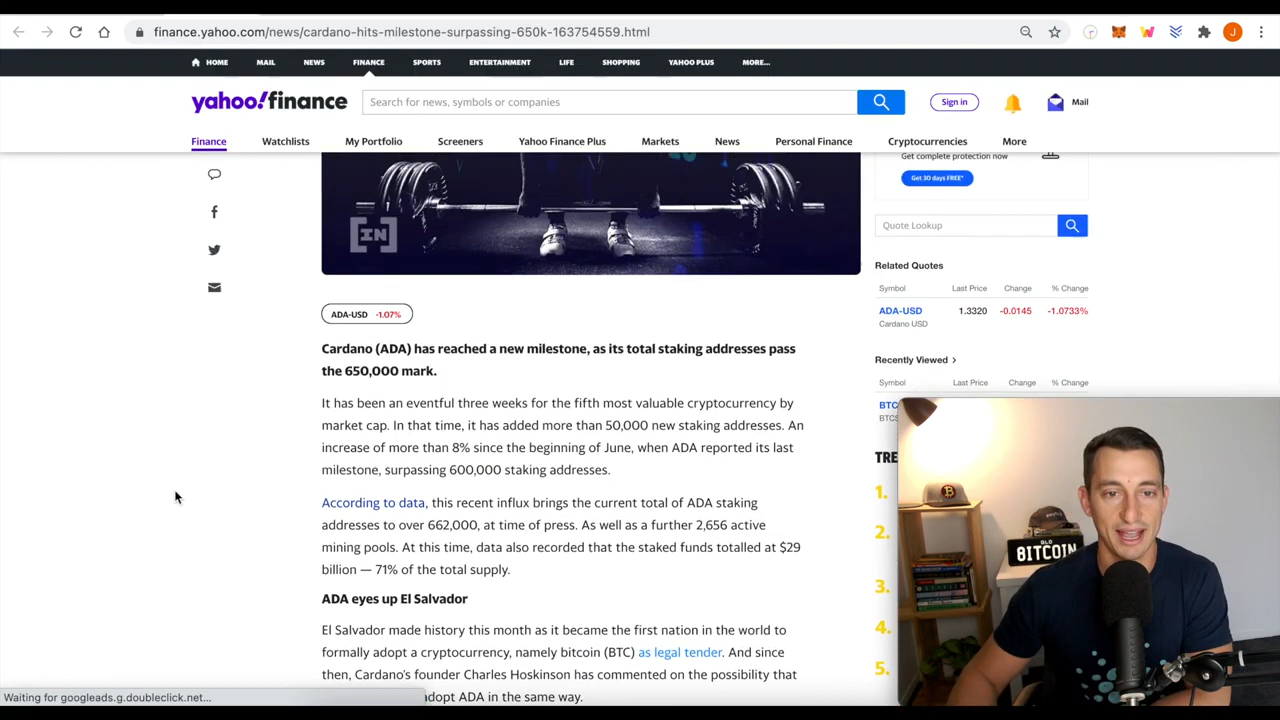 finance.yahoo.com/news/cardano-hits-milestone-surpassing-650k-163754559.html
J
HOME MAIL NEWS FINANCE SPORTS ENTERTAINMENT LIFE SHOPPING YAHOO PLUS MORE...
yahoo!finance
Search for news, symbols or companies
Sign in
Mail
Finance Watchlists My Portfolio Screeners Yahoo Finance Plus Markets News Personal Finance Cryptocurrencies More
Get complete protection now
Get 30 days FREE*
IN
Quote Lookup
Related Quotes
Symbol Last Price Change % Change
ADA-USD 1.3320 -0.0145 -1.0733%
Cardano USD
Recently Viewed
Symbol Last Price Change % Change
BTC
ADA-USD -1.07%
Cardano (ADA) has reached a new milestone, as its total staking addresses pass
the 650,000 mark.
It has been an eventful three weeks for the fifth most valuable cryptocurrency by
market cap. In that time, it has added more than 50,000 new staking addresses. An
increase of more than 8% since the beginning of June, when ADA reported its last
milestone, surpassing 600,000 staking addresses.
According to data, this recent influx brings the current total of ADA staking
addresses to over 662,000, at time of press. As well as a further 2,656 active
mining pools. At this time, data also recorded that the staked funds totalled at $29
billion — 71% of the total supply.
ADA eyes up El Salvador
El Salvador made history this month as it became the first nation in the world to
formally adopt a cryptocurrency, namely bitcoin (BTC) as legal tender. And since
then, Cardano's founder Charles Hoskinson has commented on the possibility that
adopt ADA in the same way.
1.
2.
3.
4.
5.
BITCOIN
Waiting for googleads.g.doubleclick.net...